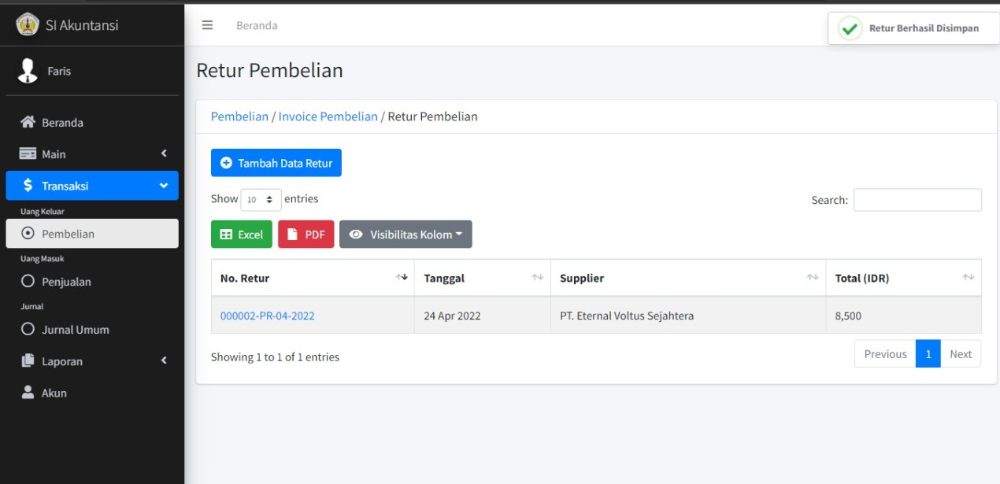 SI Akuntansi
Beranda
Retur Berhasil Disimpan
Faris
Beranda
Main
Transaksi
Uang Keluar
Pembelian
Uang Masuk
Penjualan
Jurnal
Jurnal Umum
Laporan
Akun
Retur Pembelian
Pembelian / Invoice Pembelian / Retur Pembelian
Tambah Data Retur
Show 10 entries
Search:
Excel PDF Visibilitas Kolom
No. Retur Tanggal Supplier Total (IDR)
000002-PR-04-2022 24 Apr 2022 PT. Eternal Voltus Sejahtera 8,500
Showing 1 to 1 of 1 entries
Previous 1 Next